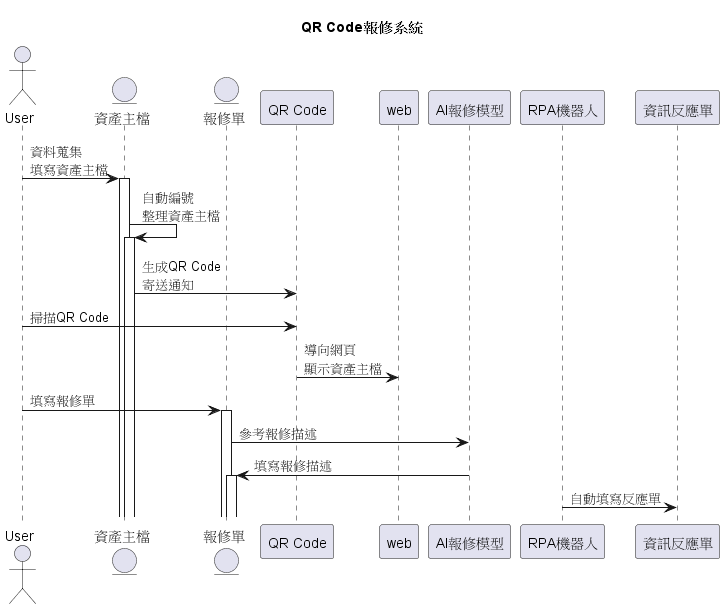 QR Code報修系統
User
資產主檔
報修單
QR Code
web
AI報修模型
RPA機器人
資訊反應單
資料蒐集
填寫資產主檔
自動編號
整理資產主檔
生成QR Code
寄送通知
掃描QR Code
導向網頁
顯示資產主檔
填寫報修單
參考報修描述
填寫報修描述
自動填寫反應單
User
資產主檔
報修單
QR Code
web
AI報修模型
RPA機器人
資訊反應單